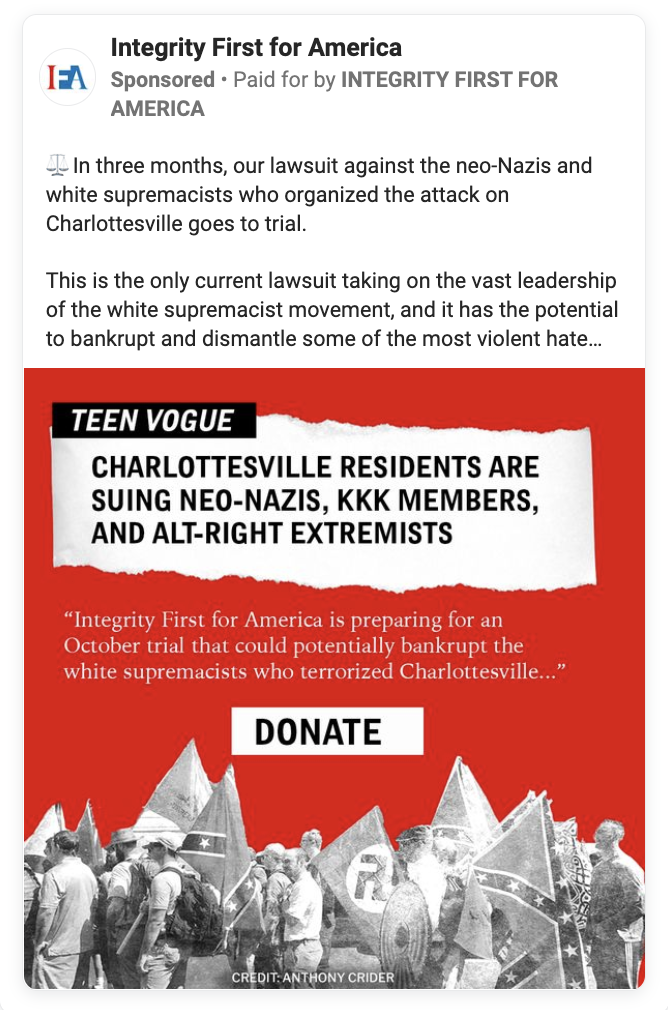 IFA
Integrity First for America
Sponsored • Paid for by INTEGRITY FIRST FOR
AMERICA
⚖️In three months, our lawsuit against the neo-Nazis and
white supremacists who organized the attack on
Charlottesville goes to trial.
This is the only current lawsuit taking on the vast leadership
of the white supremacist movement, and it has the potential
to bankrupt and dismantle some of the most violent hate...
TEEN VOGUE
CHARLOTTESVILLE RESIDENTS ARE
SUING NEO-NAZIS, KKK MEMBERS,
AND ALT-RIGHT EXTREMISTS
“Integrity First for America is preparing for an
October trial that could potentially bankrupt the
white supremacists who terrorized Charlottesville...”
DONATE
CREDIT: ANTHONY CRIDER